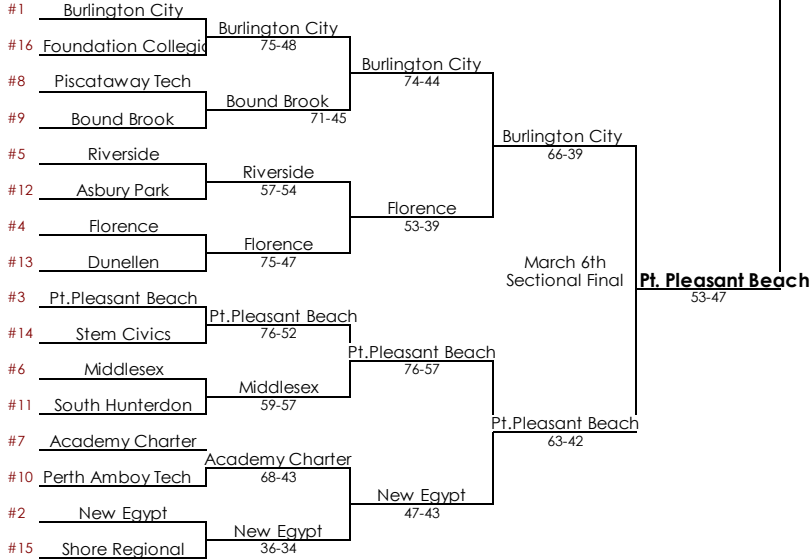 #1 Burlington City
#16 Foundation Collegic
Burlington City
75-48
#8 Piscataway Tech
#9 Bound Brook
Bound Brook
71-45
Burlington City
74-44
#5 Riverside
#12 Asbury Park
Riverside
57-54
#4 Florence
#13 Dunellen
Florence
75-47
Florence
53-39
Burlington City
66-39
#3 Pt.Pleasant Beach
#14 Stem Civics
Pt.Pleasant Beach
76-52
#6 Middlesex
#11 South Hunterdon
Middlesex
59-57
Pt.Pleasant Beach
76-57
#7 Academy Charter
#10 Perth Amboy Tech
Academy Charter
68-43
#2 New Egypt
#15 Shore Regional
New Egypt
36-34
New Egypt
47-43
Pt.Pleasant Beach
63-42
March 6th
Sectional Final
Pt. Pleasant Beach
53-47